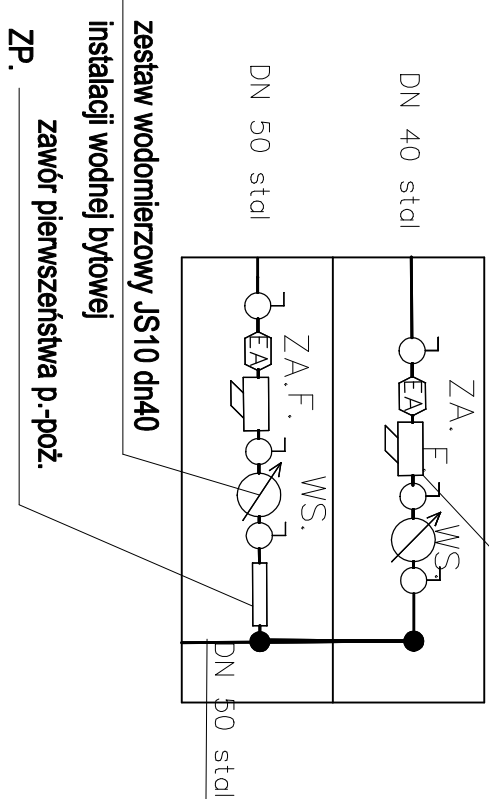 DN 40 stal
ZA.
F.
WS.
DN 50 stal
ZA.F.
WS.
EA
EA
DN 50 stal
zestaw wodomierzowy JS10 dn40
instalacji wodnej bytowej
zawór pierwszeństwa p.-poż.
ZP.